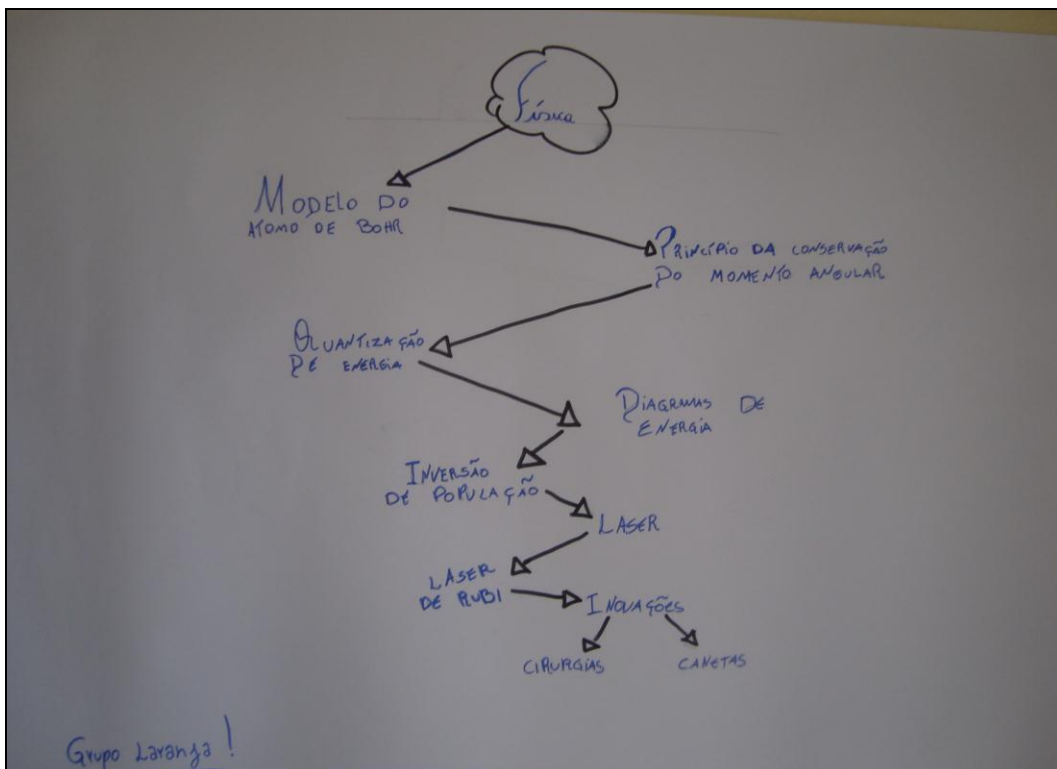 Física
MODELO DO
ATOMO DE BOHR
PRINCÍPIO DA CONSERVAÇÃO
DO MOMENTO ANGULAR
QUANTIZAÇÃO
DE ENERGIA
DIAGRAMAS DE
ENERGIA
INVERSÃO
DE POPULAÇÃO
LASER
LASER
DE RUBI
INOVAÇÕES
CIRURGIAS
CANETAS
Grupo Laranja!